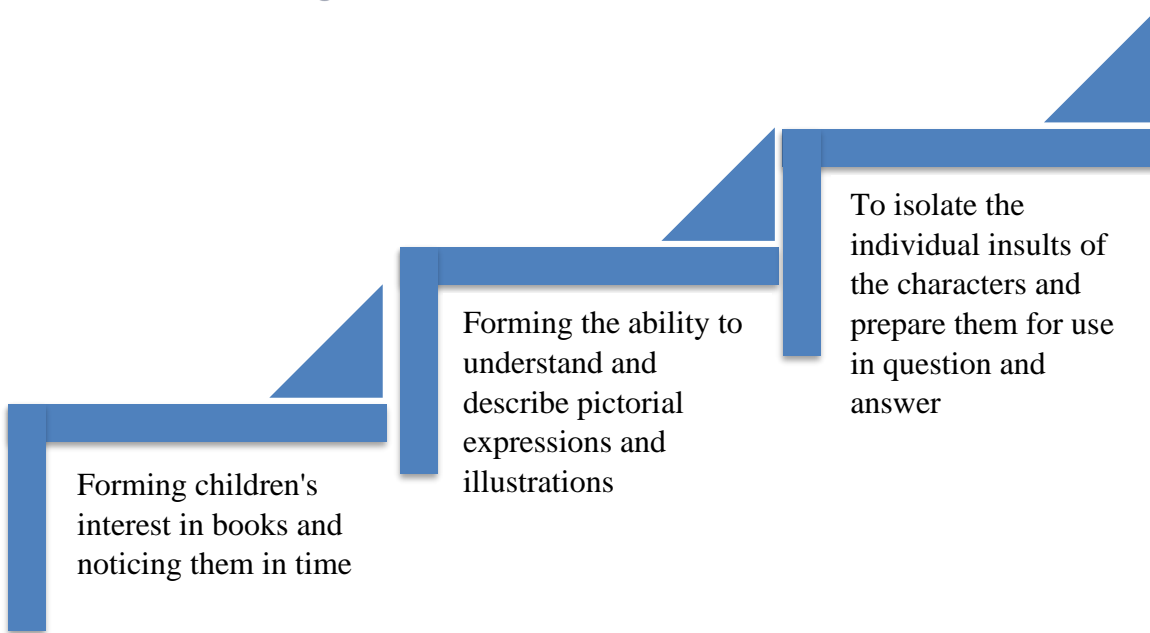 Forming children's
interest in books and
noticing them in time
Forming the ability to
understand and
describe pictorial
expressions and
illustrations
To isolate the
individual insults of
the characters and
prepare them for use
in question and
answer